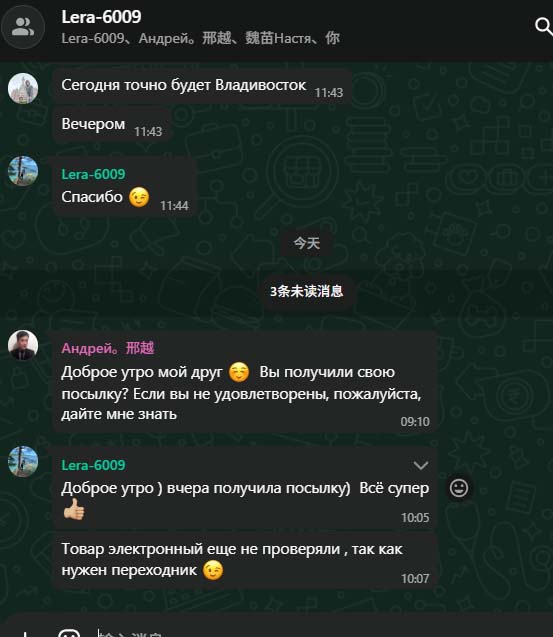 Lera-6009
Lera-6009、Андрей。邢越、魏苗Настя、你
Сегодня точно будет Владивосток 11:43
Вечером 11:43
Lera-6009
Спасибо 😉 11:44
今天
3条未读消息
Андрей。邢越
Доброе утро мой друг ☺️ Вы получили свою
посылку? Если вы не удовлетворены, пожалуйста,
дайте мне знать
09:10
Lera-6009
Доброе утро ) вчера получила посылку) Всё супер
👍🏼
10:05
Товар электронный еще не проверяли , так как
нужен переходник 😉 10:07
输入消息